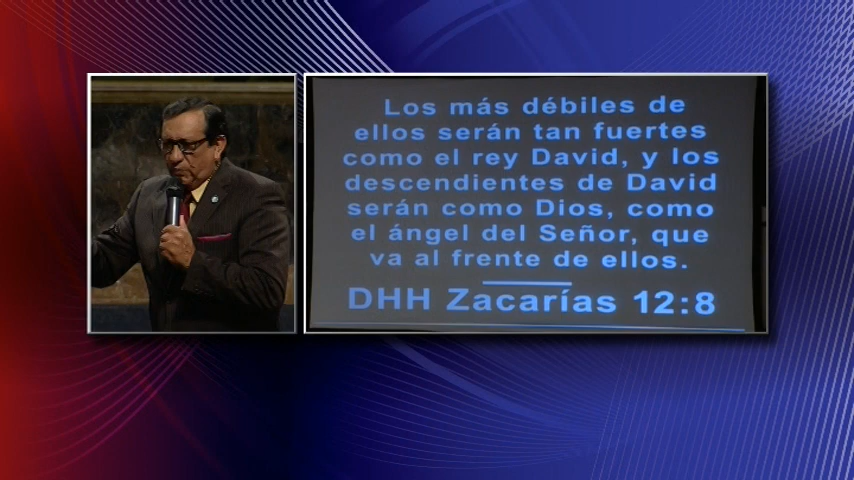 Los más débiles de
ellos serán tan fuertes
como el rey David, y los
descendientes de David
serán como Dios, como
el ángel del Señor, que
va al frente de ellos.
DHH Zacarías 12:8